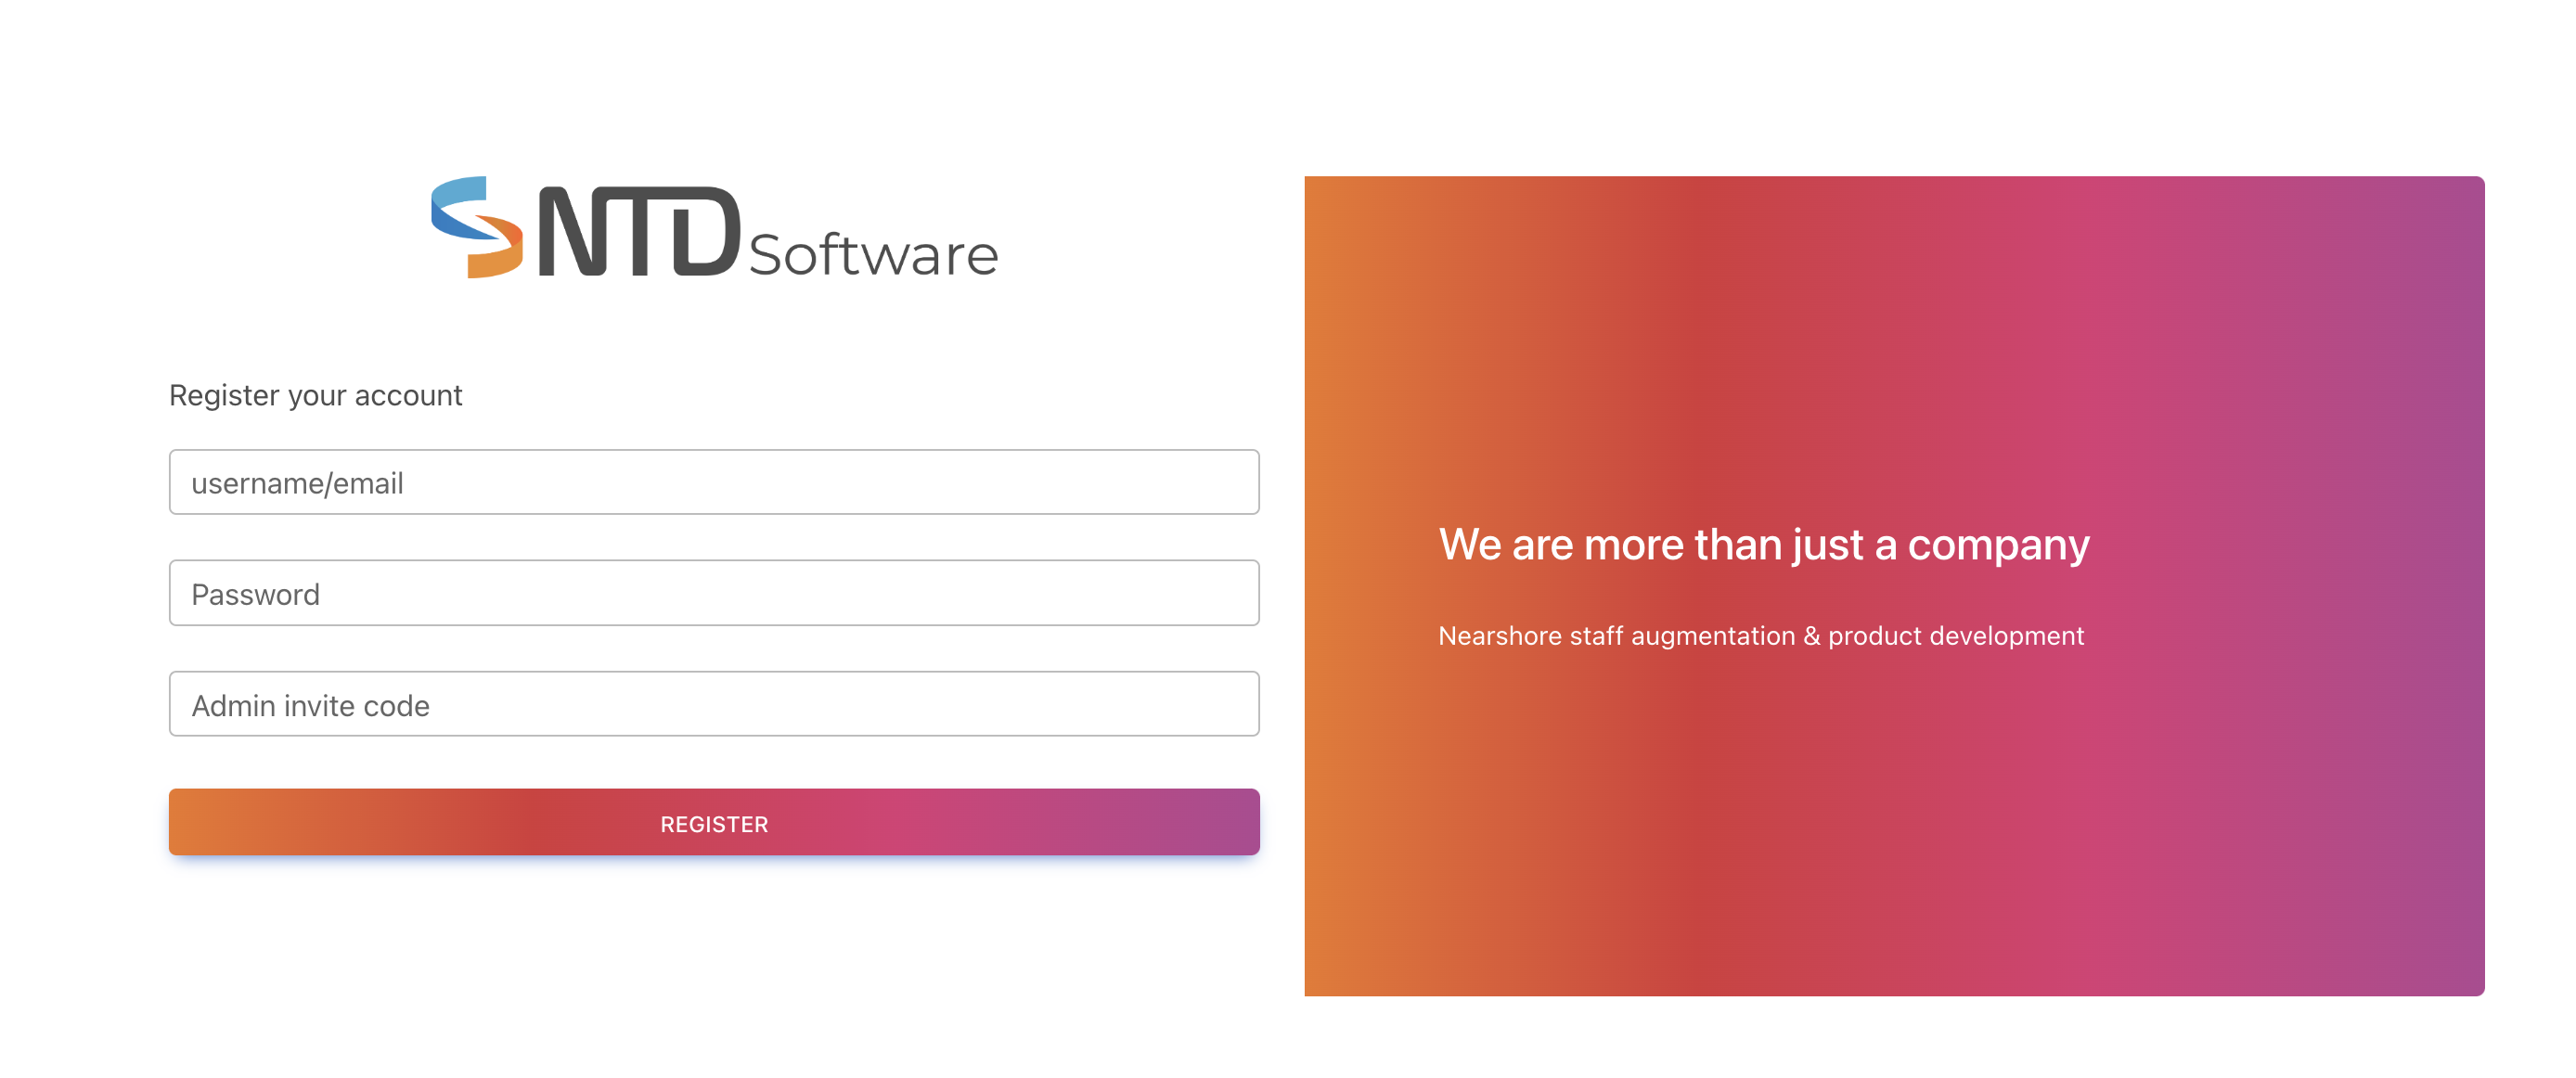 NTD Software
Register your account
username/email
Password
Admin invite code
REGISTER
We are more than just a company
Nearshore staff augmentation & product development